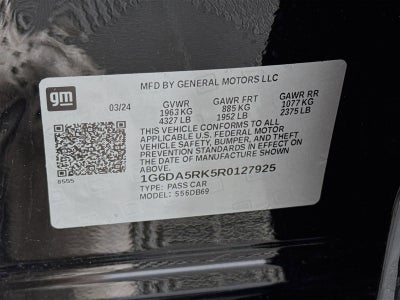 MFD BY GENERAL MOTORS LLC
gm
03/24 GVWR GAWR FRT GAWR RR
1963 KG 885 KG 1077 KG
4327 LB 1952 LB 2375 LB
THIS VEHICLE CONFORMS TO ALL
APPLICABLE U.S. FEDERAL MOTOR
VEHICLE SAFETY, BUMPER, AND THEFT
PREVENTION STANDARDS IN EFFECT ON
THE DATE OF MANUFACTURE SHOWN
ABOVE.
1G6DA5RK5R0127925
8555
TYPE: PASS CAR
MODEL: 556DB69